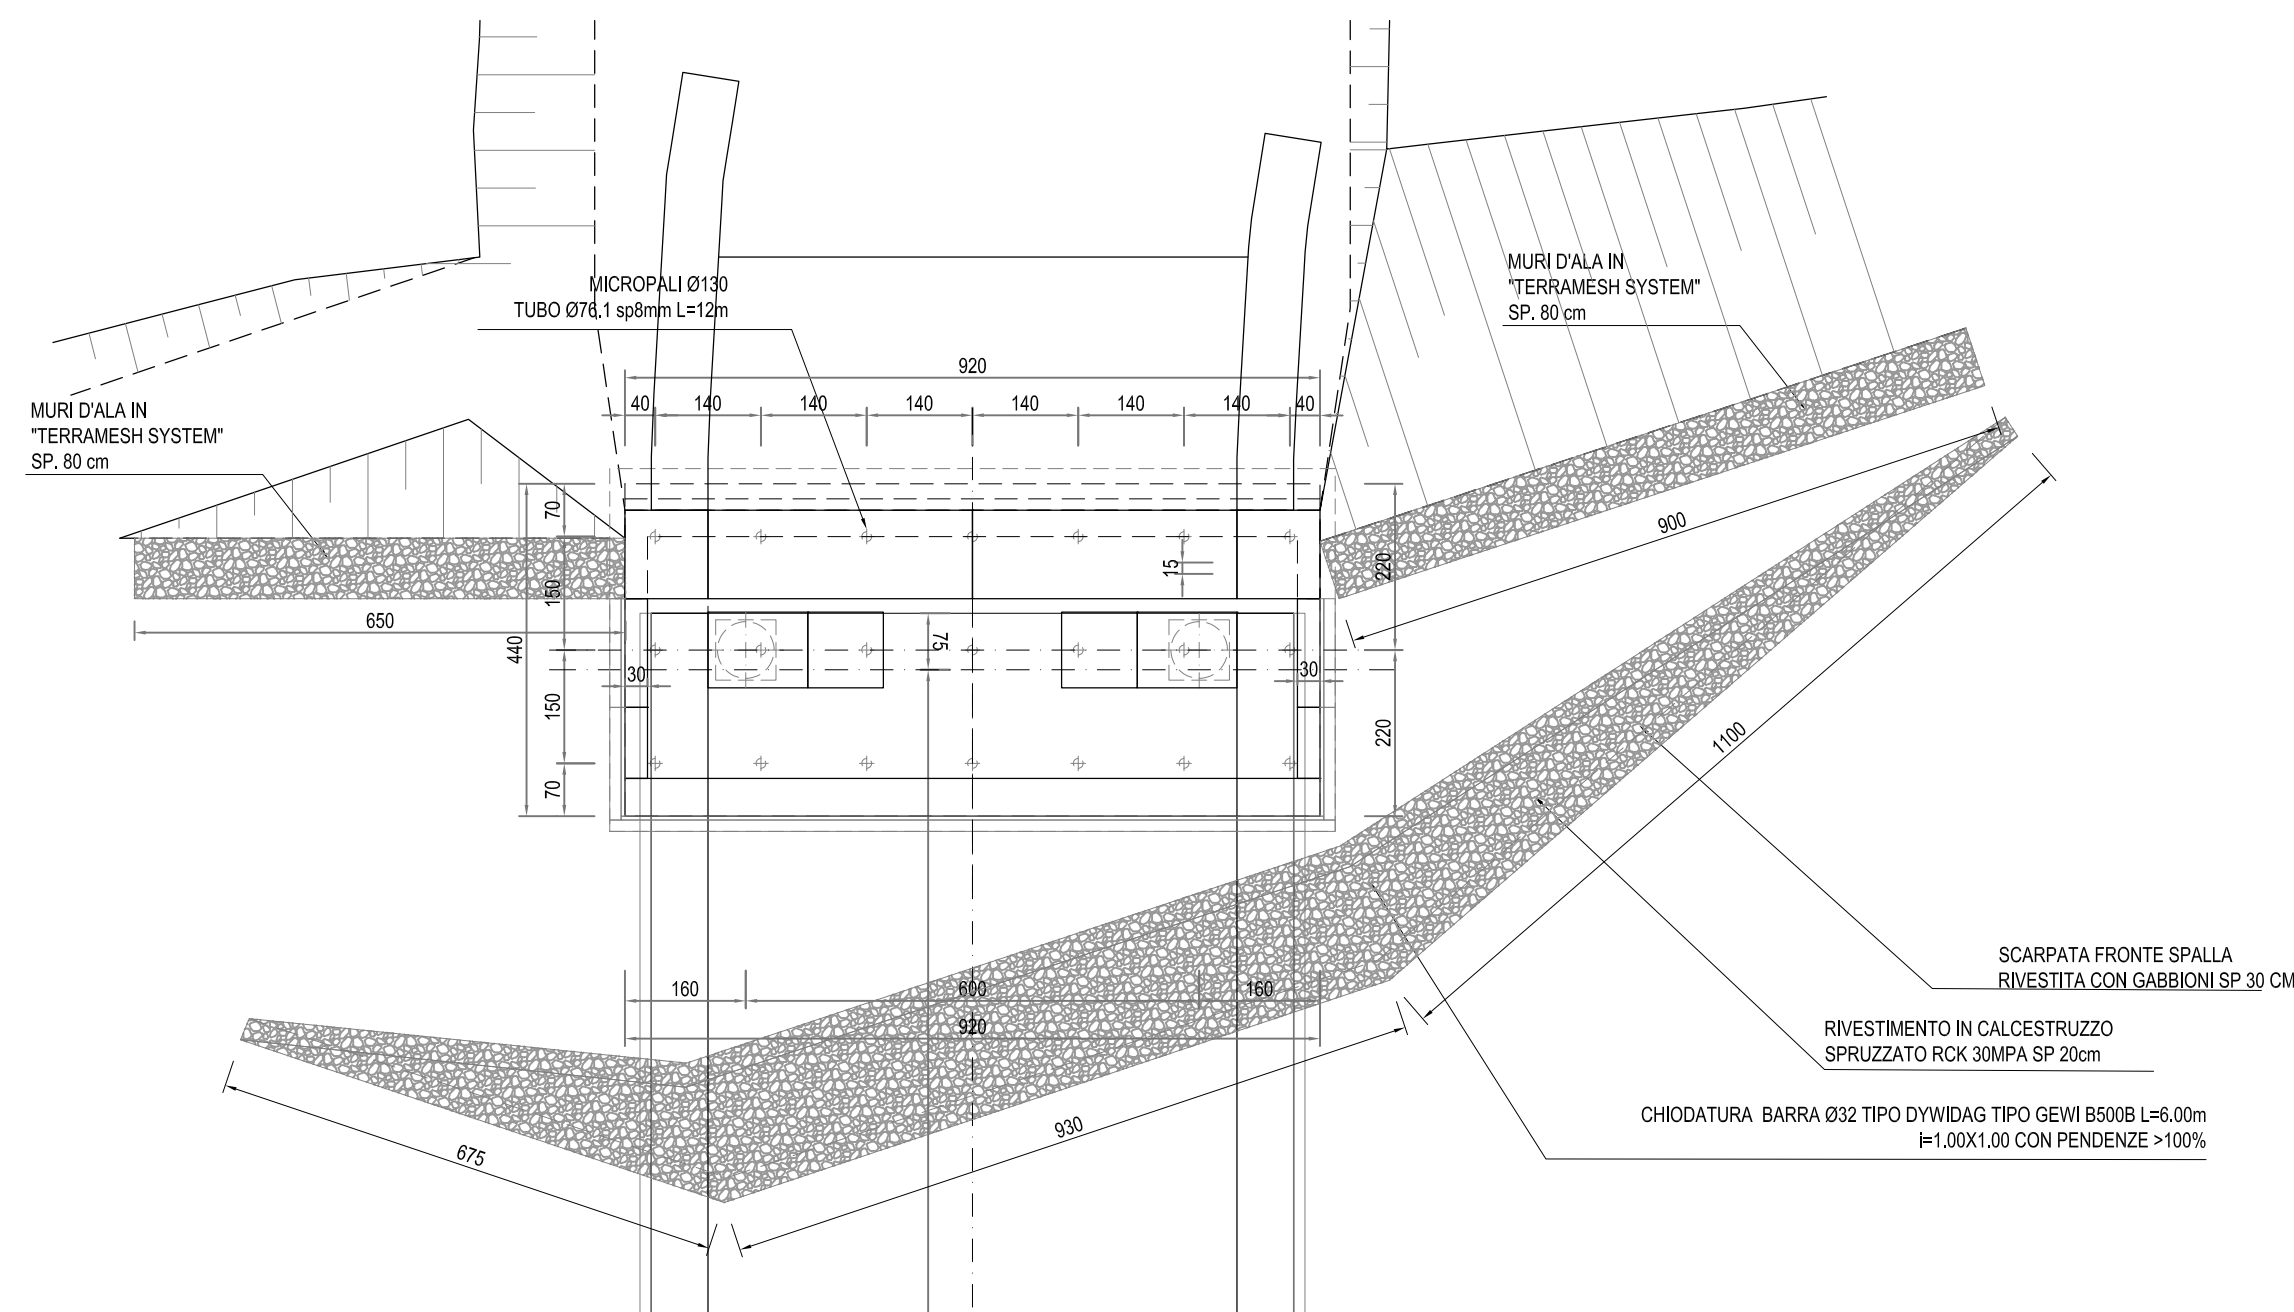 MURI D'ALA IN
"TERRAMESH SYSTEM"
SP. 80 cm
MICROPALI Ø130
TUBO Ø76.1 sp8mm L=12m
920
40
140
140
140
140
140
140
40
MURI D'ALA IN
"TERRAMESH SYSTEM"
SP. 80 cm
70
150
15
220
900
650
440
75
30
30
150
220
1100
70
SCARPATA FRONTE SPALLA
RIVESTITA CON GABBIONI SP 30 CM
160
600
160
920
RIVESTIMENTO IN CALCESTRUZZO
SPRUZZATO RCK 30MPA SP 20cm
CHIODATURA BARRA Ø32 TIPO DYWIDAG TIPO GEWI B500B L=6.00m
i=1.00X1.00 CON PENDENZE >100%
930
675